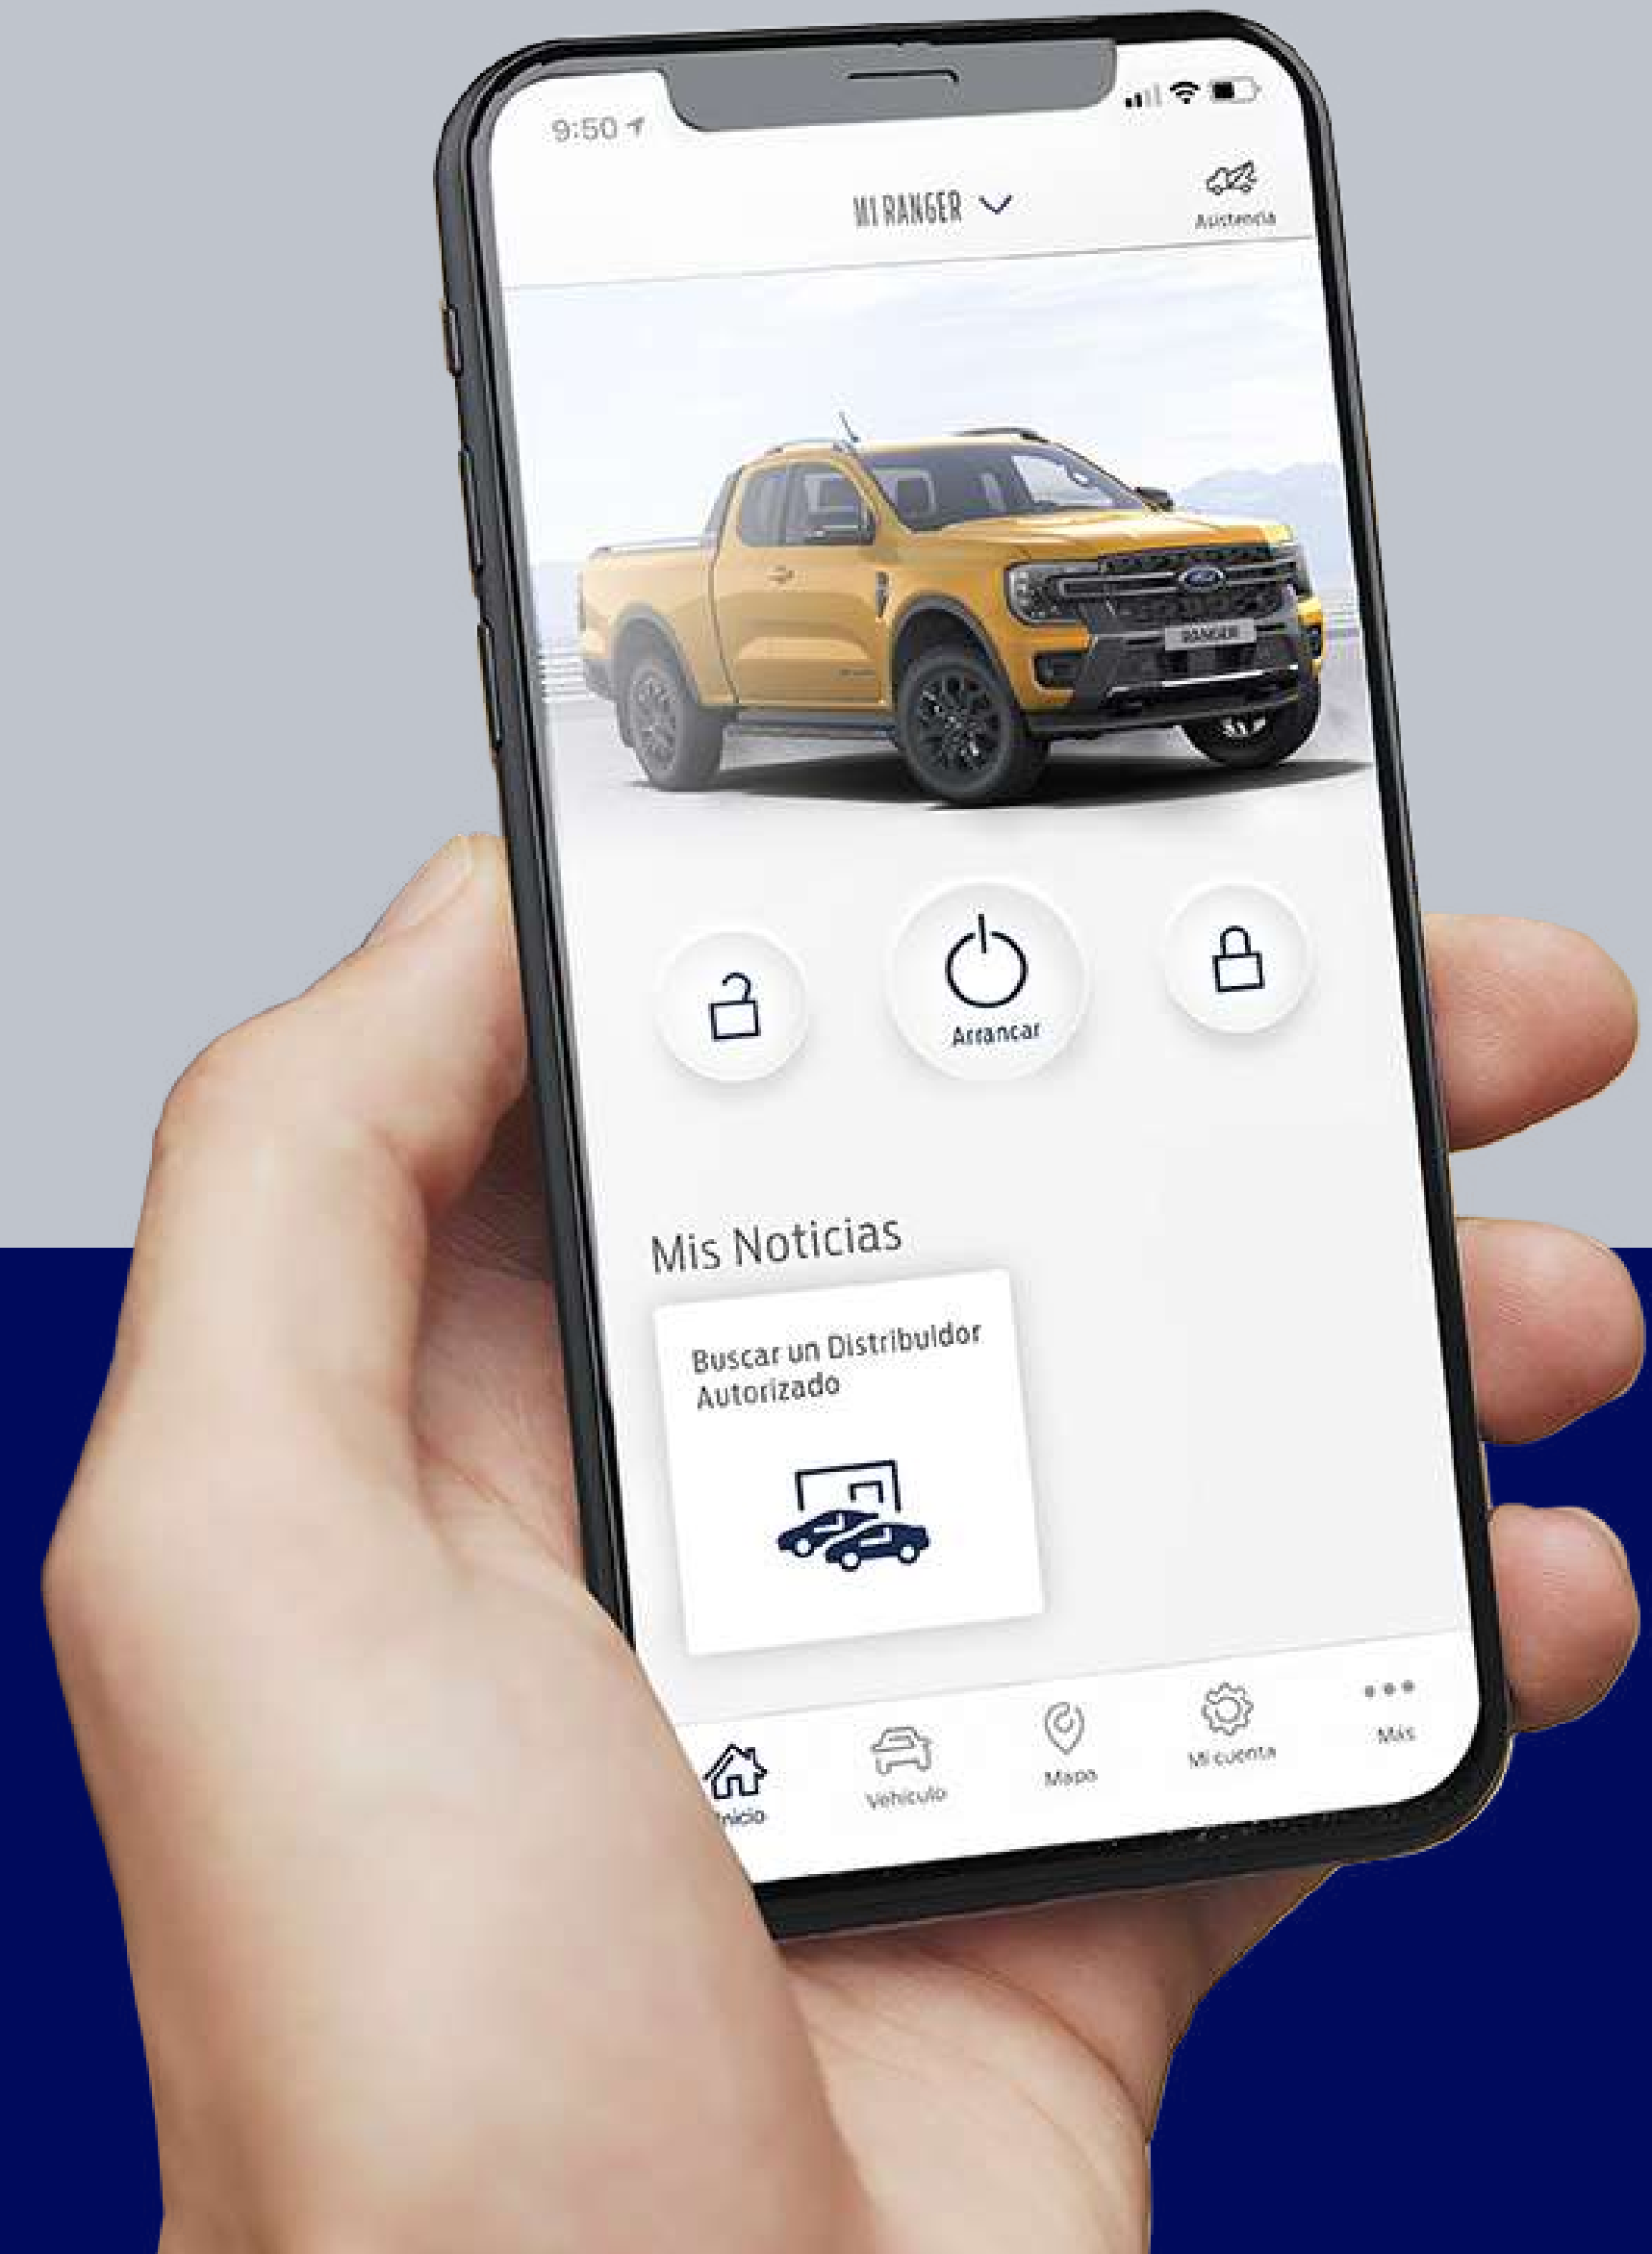 9:50
MI RANGER
Asistencia
Ford
RANGER
Arrancar
Mis Noticias
Buscar un Distribuidor
Autorizado
Inicio
Vehículo
Mapa
Mi cuenta
Más